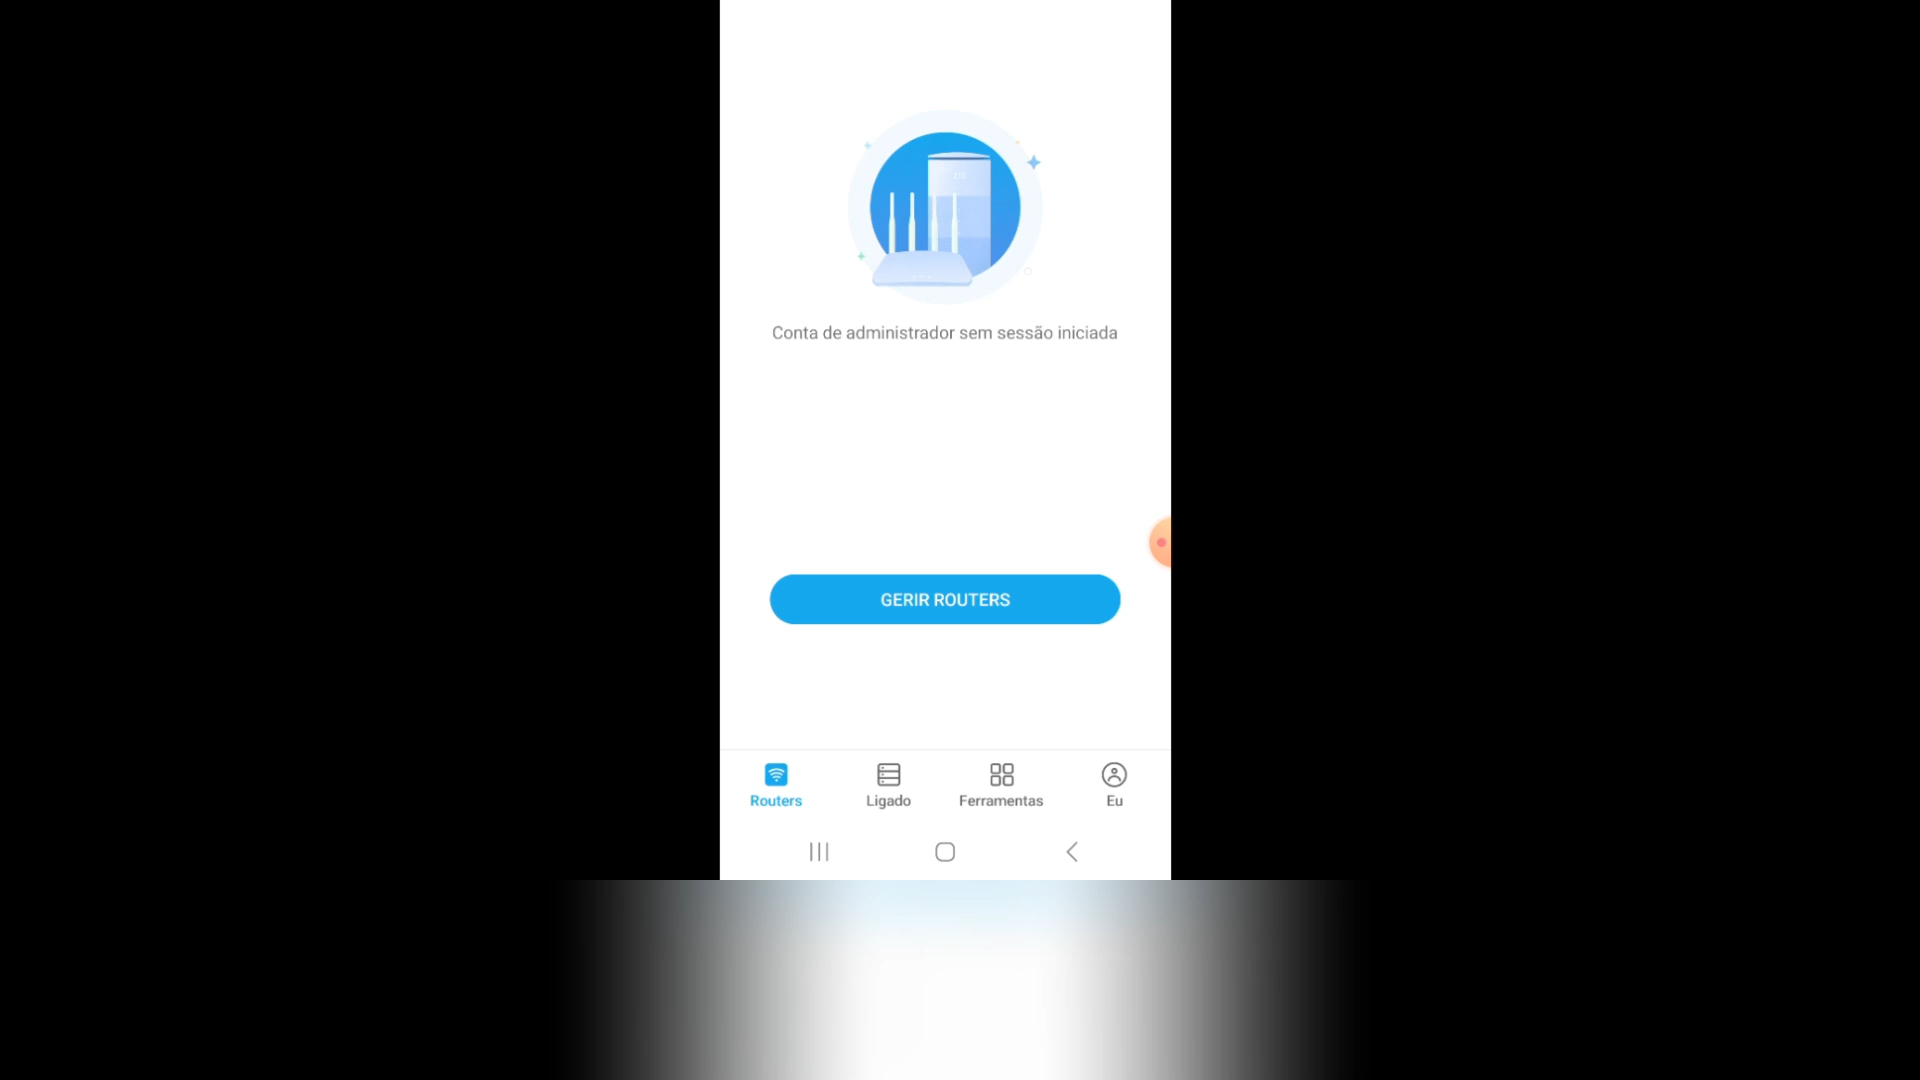 Conta de administrador sem sessão iniciada
GERIR ROUTERS
Routers
Ligado
Ferramentas
Eu